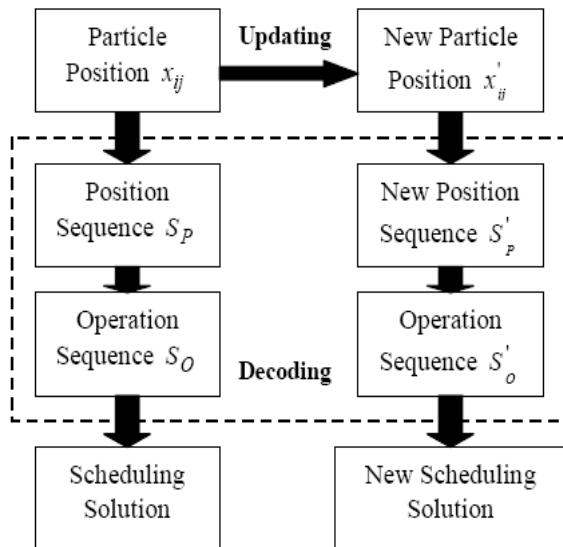 Particle
Position x_ij
Updating
New Particle
Position x'_ij
Position
Sequence S_P
New Position
Sequence S'_P
Operation
Sequence S_O
Decoding
Operation
Sequence S'_O
Scheduling
Solution
New Scheduling
Solution